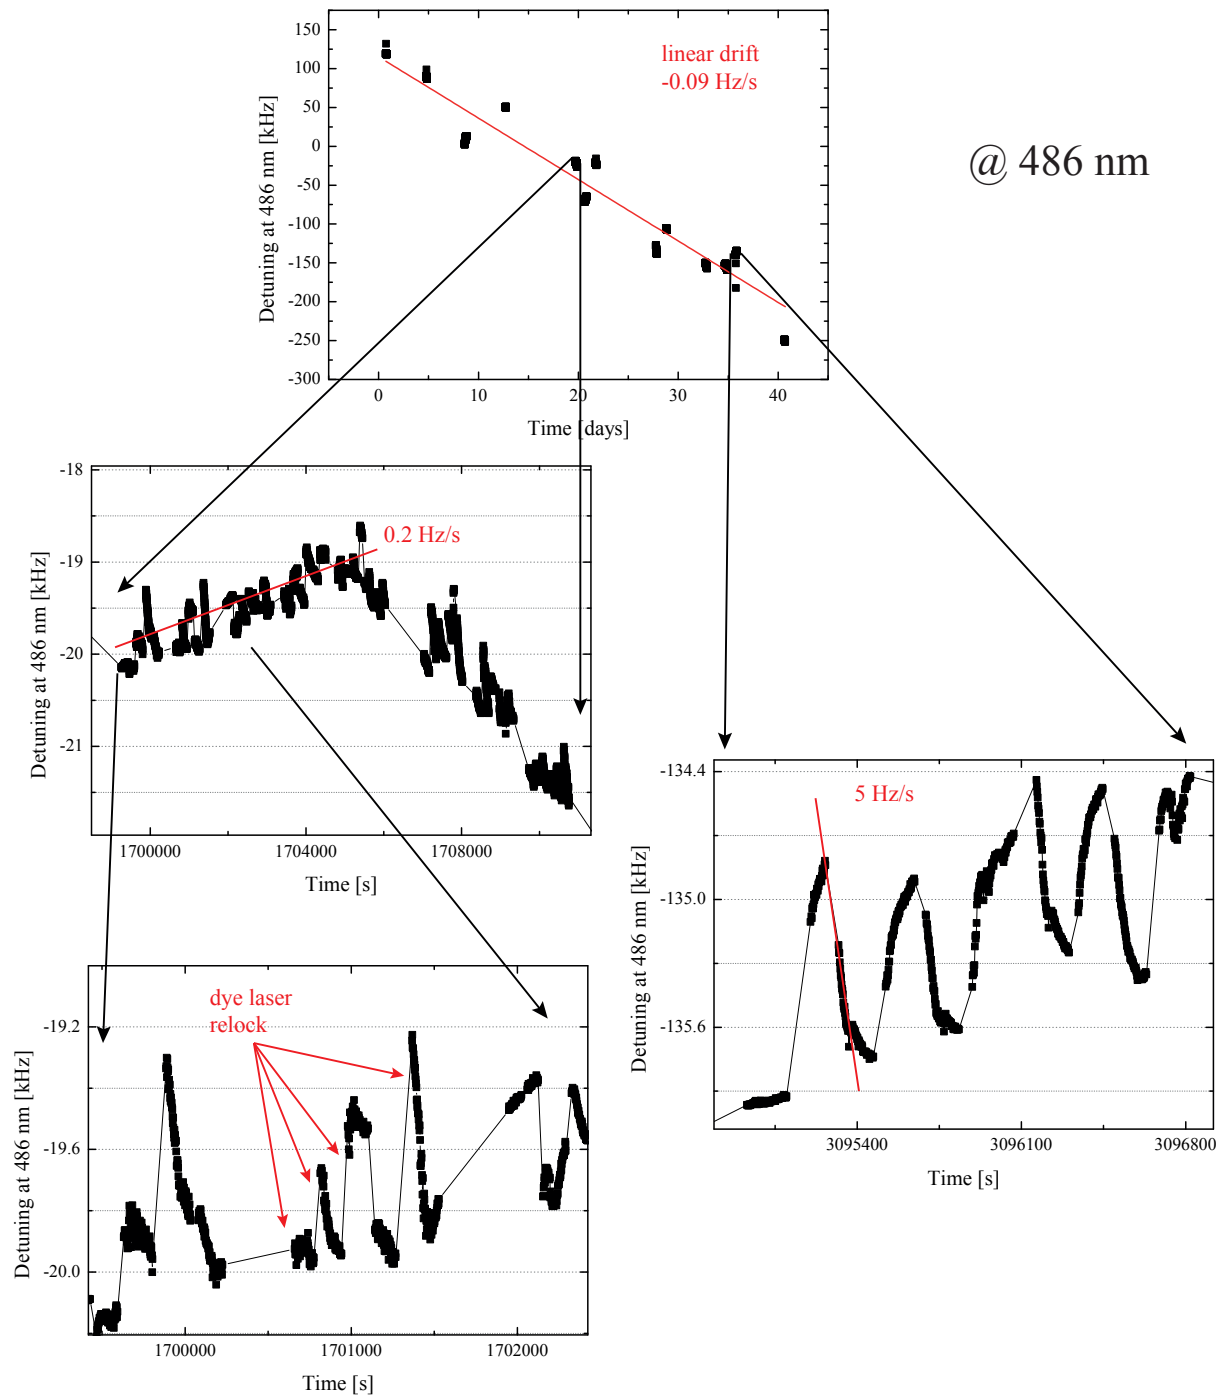 150
100
50
0
-50
-100
-150
-200
-250
-300
Detuning at 486 nm [kHz]
linear drift
-0.09 Hz/s
0 10 20 30 40
Time [days]
@ 486 nm
-18
-19
-20
-21
Detuning at 486 nm [kHz]
0.2 Hz/s
1700000 1704000 1708000
Time [s]
-134.4
-135.0
-135.6
Detuning at 486 nm [kHz]
5 Hz/s
3095400 3096100 3096800
Time [s]
-19.2
-19.6
-20.0
Detuning at 486 nm [kHz]
dye laser
relock
1700000 1701000 1702000
Time [s]